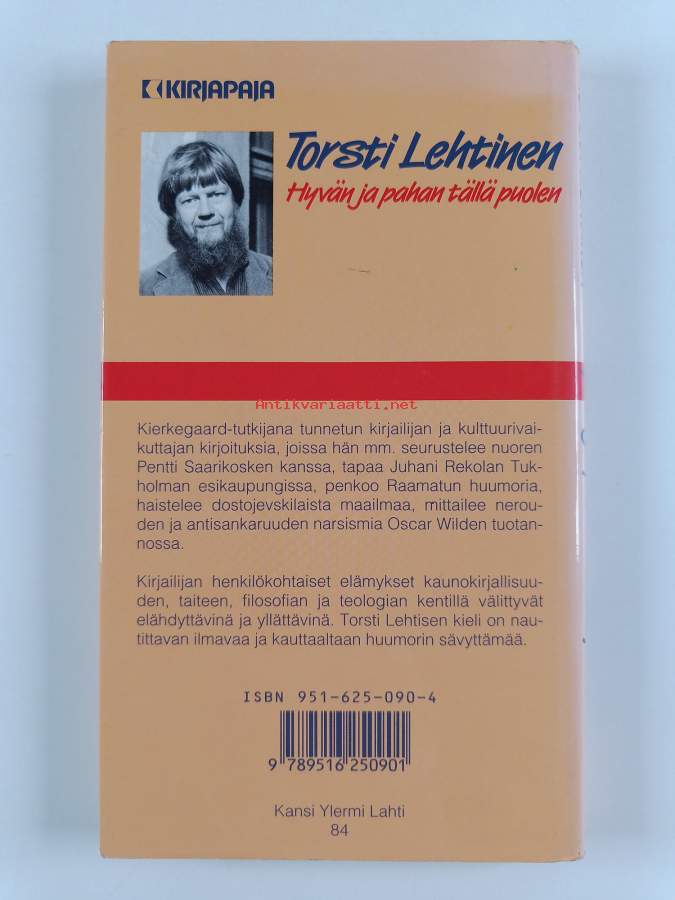 KIRJAPAJA
Torsti Lehtinen
Hyvän ja pahan tällä puolen
Antikvariaatti.net
Kierkegaard-tutkijana tunnetun kirjailijan ja kulttuurivai-
kuttajan kirjoituksia, joissa hän mm. seurustelee nuoren
Pentti Saarikosken kanssa, tapaa Juhani Rekolan Tuk-
holman esikaupungissa, penkoo Raamatun huumoria,
haistelee dostojevskilaista maailmaa, mittailee nerou-
den ja antisankaruuden narsismia Oscar Wilden tuotan-
nossa.
Kirjailijan henkilökohtaiset elämykset kaunokirjallisuu-
den, taiteen, filosofian ja teologian kentillä välittyvät
elähdyttävinä ja yllättävinä. Torsti Lehtisen kieli on nau-
tittavan ilmavaa ja kauttaaltaan huumorin sävyttämää.
ISBN 951-625-090-4
9 789516 250901
Kansi Ylermi Lahti
84